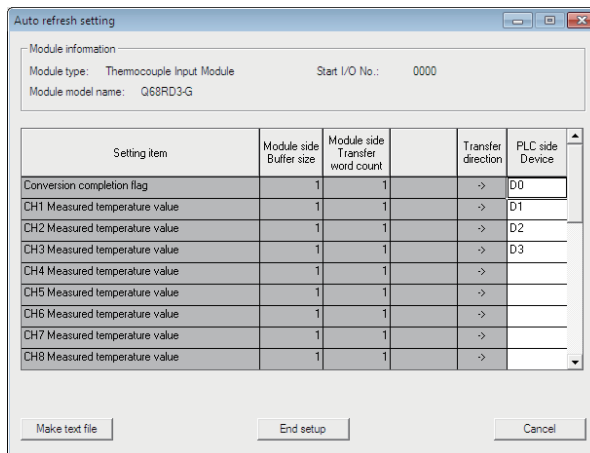 Auto refresh setting
Module information
Module type: Thermocouple Input Module Start I/O No.: 0000
Module model name: Q68RD3-G
Setting item Module side Buffer size Module side Transfer word count Transfer direction PLC side Device
Conversion completion flag 1 1 -> D0
CH1 Measured temperature value 1 1 -> D1
CH2 Measured temperature value 1 1 -> D2
CH3 Measured temperature value 1 1 -> D3
CH4 Measured temperature value 1 1 ->
CH5 Measured temperature value 1 1 ->
CH6 Measured temperature value 1 1 ->
CH7 Measured temperature value 1 1 ->
CH8 Measured temperature value 1 1 ->
Make text file End setup Cancel